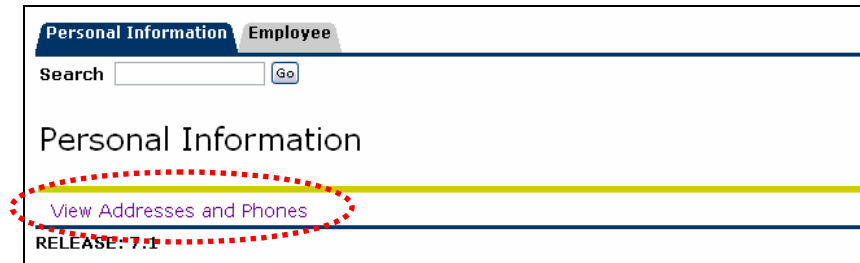 Personal Information Employee
Search Go
Personal Information
View Addresses and Phones
RELEASE: 7.1